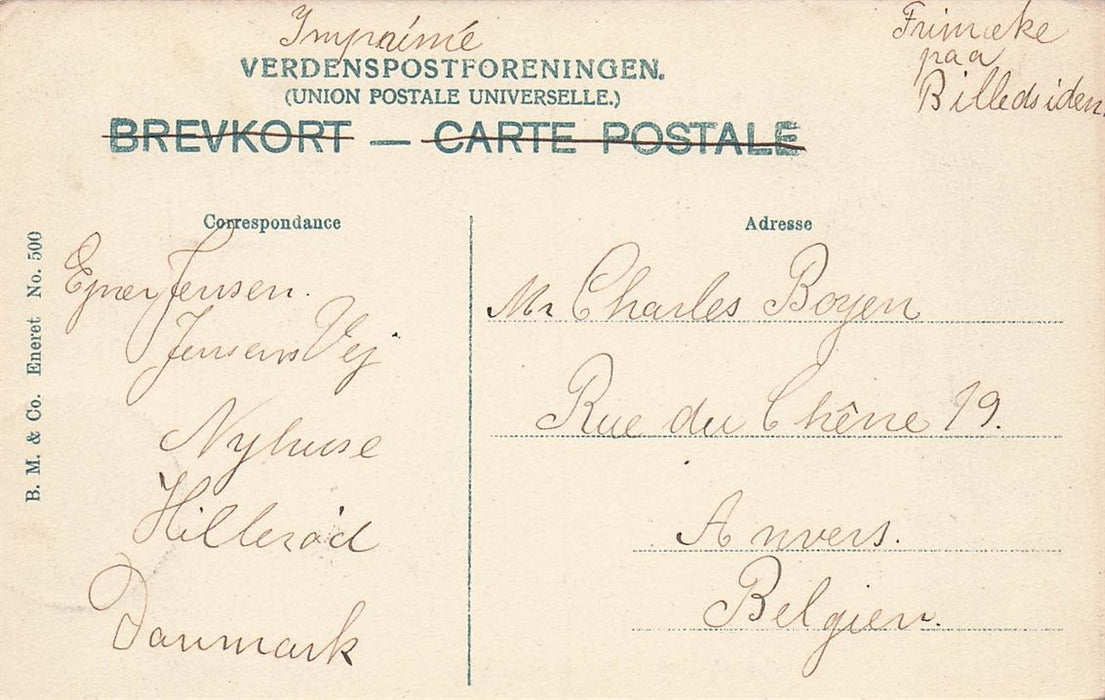 Imprimé
Frimærke
paa
Billedsiden.
VERDENSPOSTFORENINGEN.
(UNION POSTALE UNIVERSELLE.)
BREVKORT — CARTE POSTALE
Correspondance
Ejner Jensen.
Jensens Vej
Nyhuse
Hillerød
Danmark
Adresse
Mr Charles Boyen
Rue du Chêne 19.
Anvers.
Belgien.
B. M. & Co. Eneret No. 500